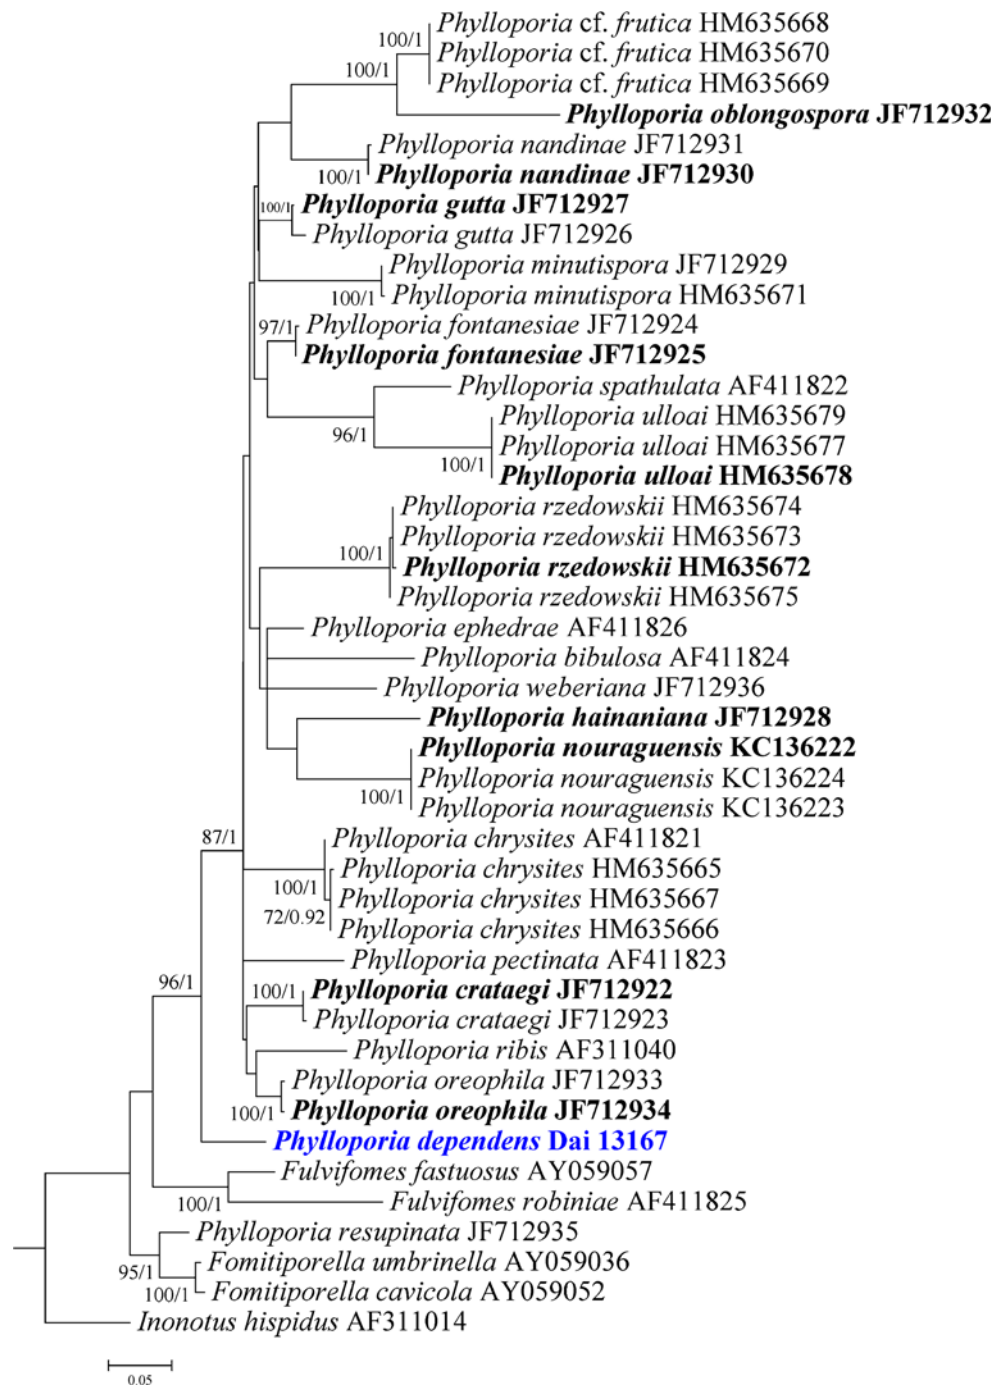 Phylloporia cf. frutica HM635668
100/1
Phylloporia cf. frutica HM635670
100/1
Phylloporia cf. frutica HM635669
Phylloporia oblongospora JF712932
Phylloporia nandinae JF712931
100/1
Phylloporia nandinae JF712930
100/1
Phylloporia gutta JF712927
Phylloporia gutta JF712926
Phylloporia minutispora JF712929
100/1
Phylloporia minutispora HM635671
97/1
Phylloporia fontanesiae JF712924
Phylloporia fontanesiae JF712925
Phylloporia spathulata AF411822
Phylloporia ulloai HM635679
96/1
Phylloporia ulloai HM635677
100/1
Phylloporia ulloai HM635678
Phylloporia rzedowskii HM635674
Phylloporia rzedowskii HM635673
100/1
Phylloporia rzedowskii HM635672
Phylloporia rzedowskii HM635675
Phylloporia ephedrae AF411826
Phylloporia bibulosa AF411824
Phylloporia weberiana JF712936
Phylloporia hainaniana JF712928
Phylloporia nouraguensis KC136222
Phylloporia nouraguensis KC136224
100/1
Phylloporia nouraguensis KC136223
87/1
Phylloporia chrysites AF411821
Phylloporia chrysites HM635665
100/1
Phylloporia chrysites HM635667
72/0.92
Phylloporia chrysites HM635666
Phylloporia pectinata AF411823
96/1
100/1
Phylloporia crataegi JF712922
Phylloporia crataegi JF712923
Phylloporia ribis AF311040
Phylloporia oreophila JF712933
100/1
Phylloporia oreophila JF712934
Phylloporia dependens Dai 13167
Fulvifomes fastuosus AY059057
100/1
Fulvifomes robiniae AF411825
Phylloporia resupinata JF712935
95/1
Fomitiporella umbrinella AY059036
100/1
Fomitiporella cavicola AY059052
Inonotus hispidus AF311014
0.05